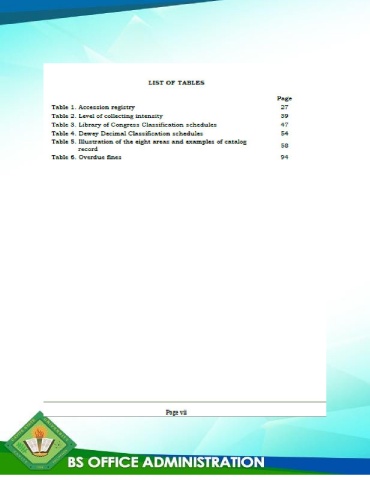 LIST OF TABLES
Page
Table 1. Accession registry 27
Table 2. Level of collecting intensity 39
Table 3. Library of Congress Classification schedules 47
Table 4. Dewey Decimal Classification schedules 54
Table 5. Illustration of the eight areas and examples of catalog
record 58
Table 6. Overdue fines 94
Page vii
BS OFFICE ADMINISTRATION